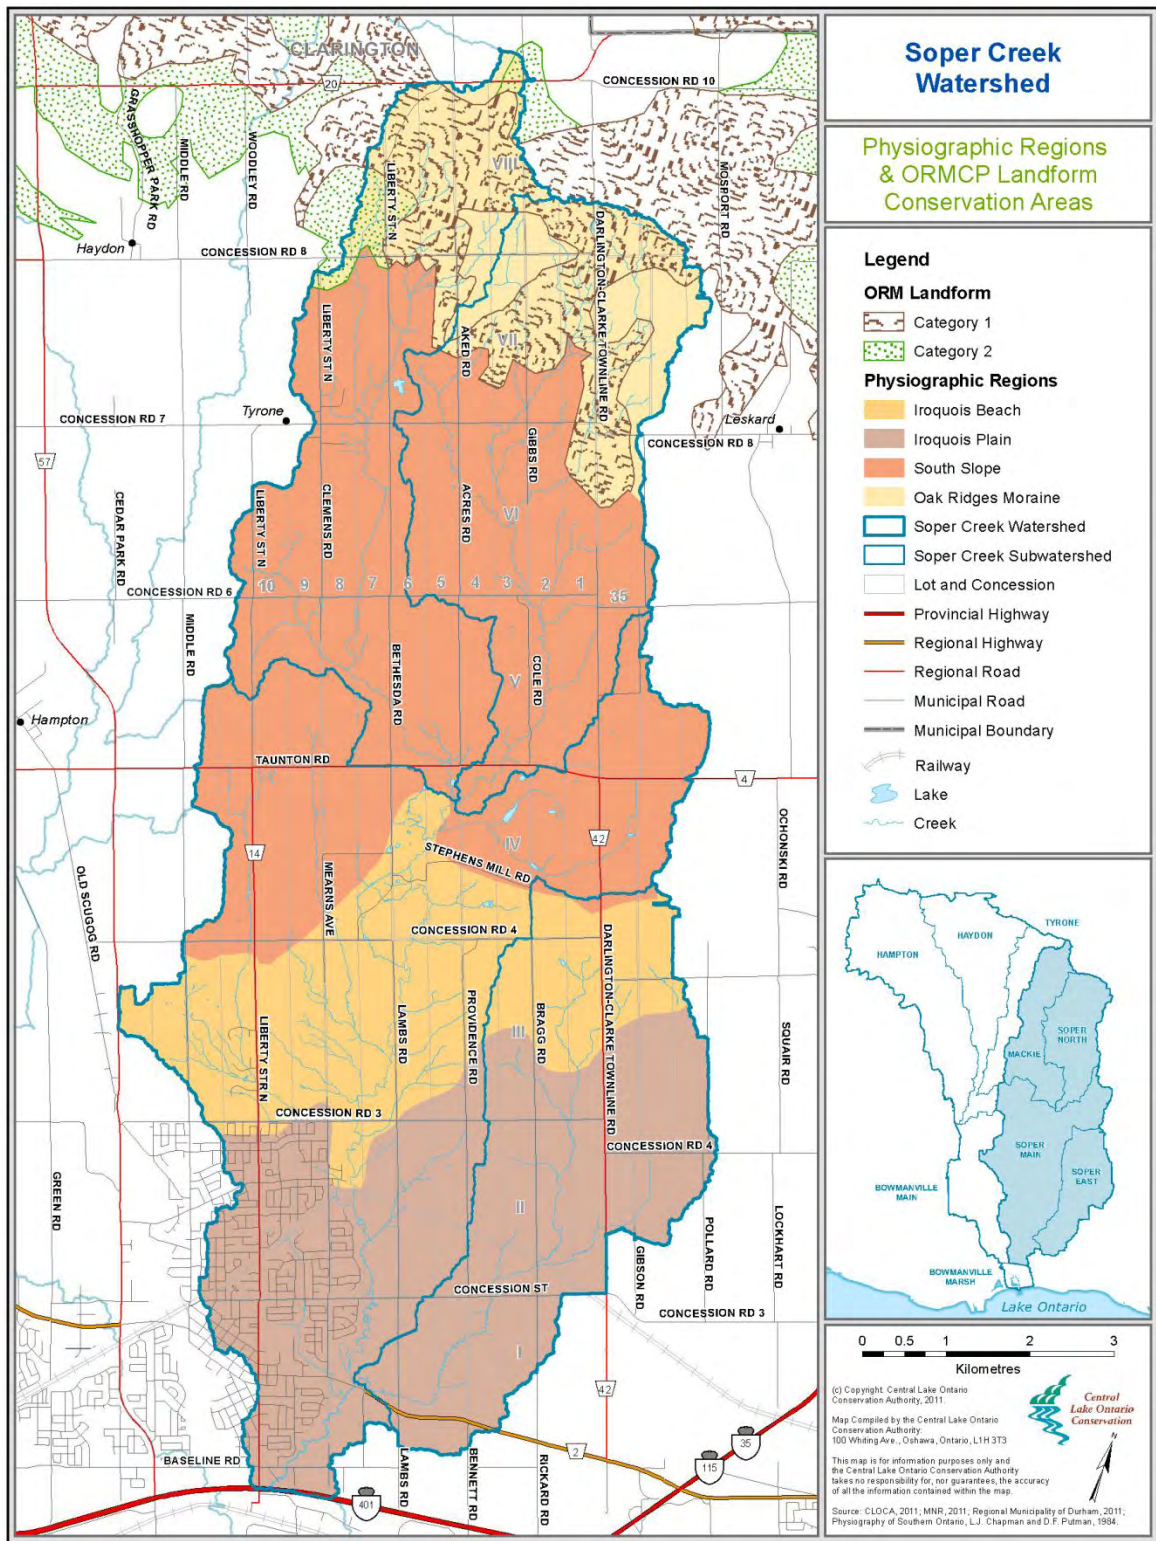 CLARINGTON
20
CONCESSION RD 10
GRASSHOPPER PARK RD
MIDDLE RD
WOODLEY RD
LIBERTY ST N
VIII
MOSPORT RD
DARLINGTON-CLARKE TOWNLINE RD
Haydon
CONCESSION RD 8
LIBERTY ST N
AKED RD
VII
CONCESSION RD 7
Tyrone
Leskard
CONCESSION RD 8
GIBBS RD
57
CEDAR PARK RD
LIBERTY ST N
CLEMENS RD
ACRES RD
VI
CONCESSION RD 6
10 9 8 7 6 5 4 3 2 1 35
MIDDLE RD
BETHESDA RD
V
COLE RD
Hampton
TAUNTON RD
4
OCHONSKI RD
14
IV
42
STEPHENS MILL RD
MEARNS AVE
OLD SCUGOG RD
CONCESSION RD 4
DARLINGTON-CLARKE TOWNLINE RD
LIBERTY STR N
LAMBS RD
PROVIDENCE RD
III
BRAGG RD
SQUAIR RD
CONCESSION RD 3
CONCESSION RD 4
GREEN RD
II
GIBSON RD
POLLARD RD
LOCKHART RD
CONCESSION ST
CONCESSION RD 3
I
42
BASELINE RD
2
LAMBS RD
BENNETT RD
RICKARD RD
401
115
35
Soper Creek
Watershed
Physiographic Regions
& ORMCP Landform
Conservation Areas
Legend
ORM Landform
Category 1
Category 2
Physiographic Regions
Iroquois Beach
Iroquois Plain
South Slope
Oak Ridges Moraine
Soper Creek Watershed
Soper Creek Subwatershed
Lot and Concession
Provincial Highway
Regional Highway
Regional Road
Municipal Road
Municipal Boundary
Railway
Lake
Creek
TYRONE
HAYDON
HAMPTON
SOPER
NORTH
MACKIE
SOPER
MAIN
SOPER
EAST
BOWMANVILLE
MAIN
BOWMANVILLE
MARSH
Lake Ontario
0 0.5 1 2 3
Kilometres
(c) Copyright. Central Lake Ontario
Conservation Authority, 2011.
Map Compiled by the Central Lake Ontario
Conservation Authority:
100 Whiting Ave., Oshawa, Ontario, L1H 3T3
This map is for information purposes only and
the Central Lake Ontario Conservation Authority
takes no responsibility for, nor guarantees, the accuracy
of all the information contained within the map.
Central
Lake Ontario
Conservation
N
Source: CLOCA, 2011; MNR, 2011; Regional Municipality of Durham, 2011;
Physiography of Southern Ontario, L.J. Chapman and D.F. Putman, 1984.